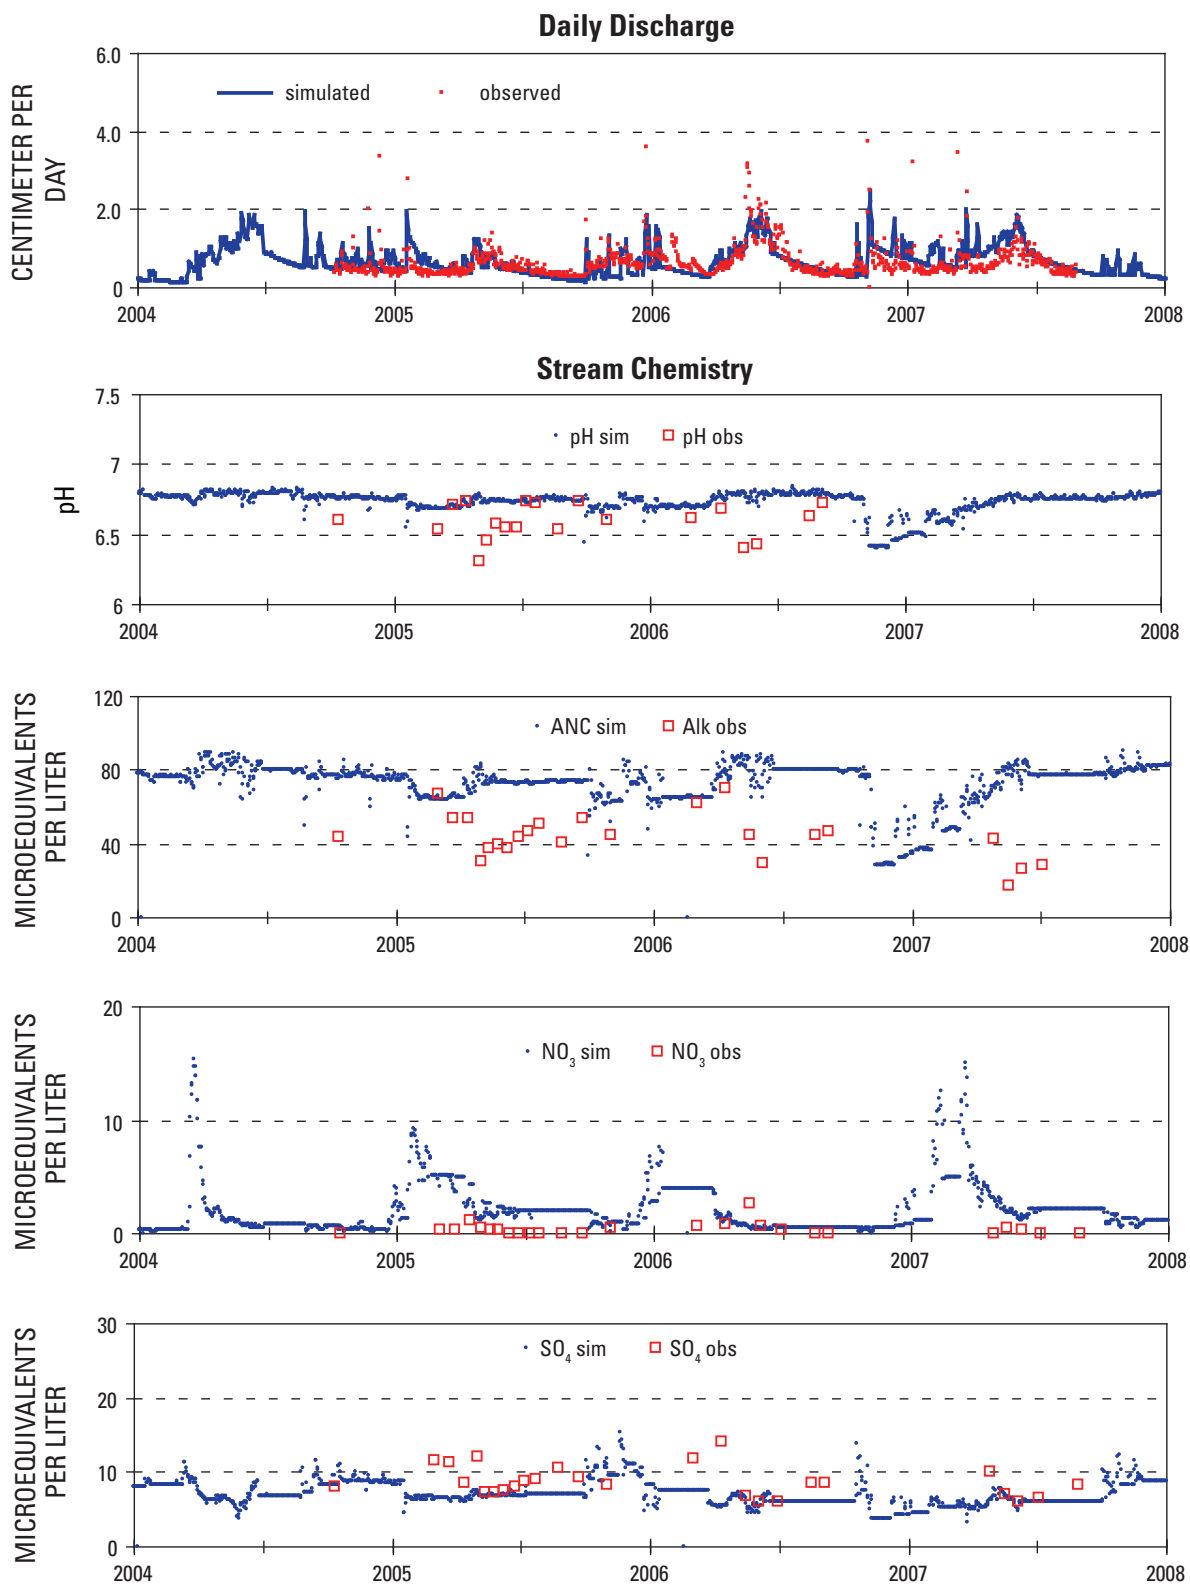 Daily Discharge
CENTIMETER PER
DAY
6.0
4.0
2.0
0
simulated observed
2004 2005 2006 2007 2008
Stream Chemistry
pH
7.5
7
6.5
6
pH sim pH obs
2004 2005 2006 2007 2008
MICROEQUIVALENTS
PER LITER
120
80
40
0
ANC sim Alk obs
2004 2005 2006 2007 2008
MICROEQUIVALENTS
PER LITER
20
10
0
NO3 sim NO3 obs
2004 2005 2006 2007 2008
MICROEQUIVALENTS
PER LITER
30
20
10
0
SO4 sim SO4 obs
2004 2005 2006 2007 2008